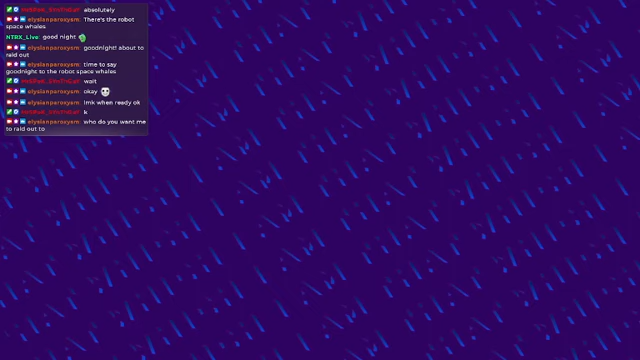 absolutely
elysianparoxysm: There's the robot
space whales
NTRX_Live: good night
elysianparoxysm: goodnight! about to
raid out
elysianparoxysm: time to say
goodnight to the robot space whales
wait
elysianparoxysm: okay
elysianparoxysm: lmk when ready ok
k
elysianparoxysm: who do you want me
to raid out to